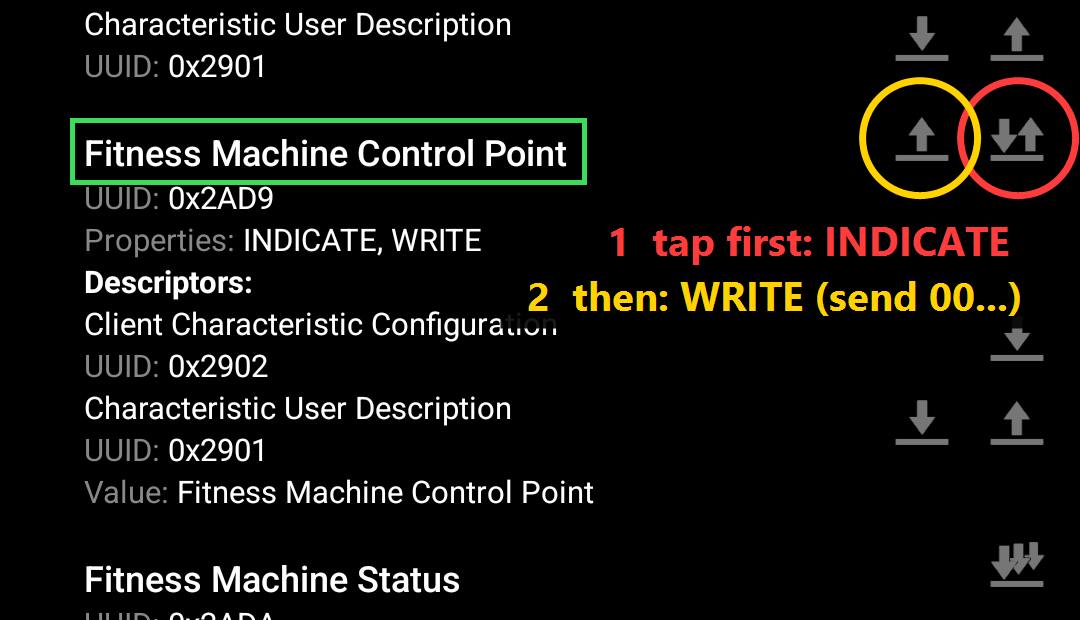 Characteristic User Description
UUID: 0x2901
Fitness Machine Control Point
UUID: 0x2AD9
Properties: INDICATE, WRITE
1 tap first: INDICATE
Descriptors:
2 then: WRITE (send 00...)
Client Characteristic Configuration
UUID: 0x2902
Characteristic User Description
UUID: 0x2901
Value: Fitness Machine Control Point
Fitness Machine Status
UUID: 0x2ADA